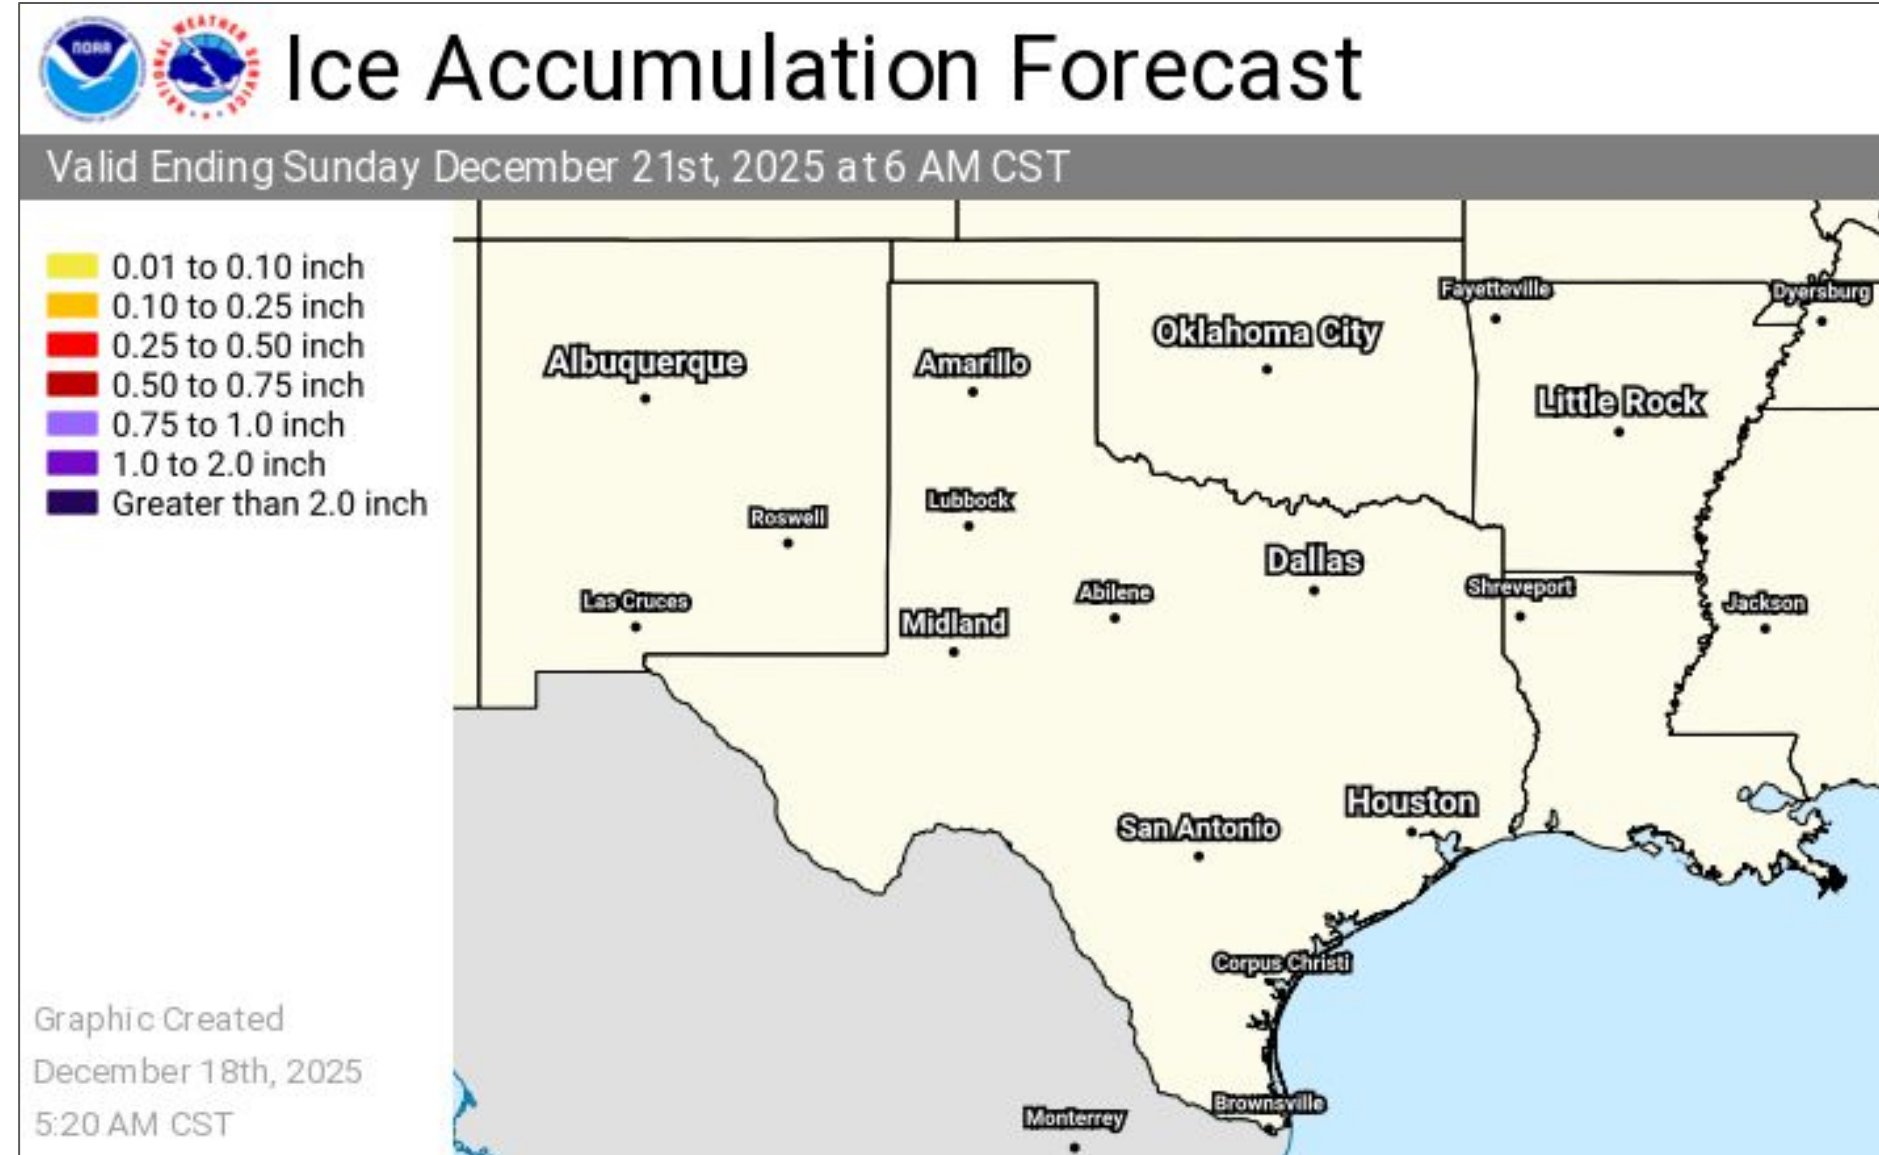 NOAA
NATIONAL WEATHER SERVICE
Ice Accumulation Forecast
Valid Ending Sunday December 21st, 2025 at 6 AM CST
0.01 to 0.10 inch
0.10 to 0.25 inch
0.25 to 0.50 inch
0.50 to 0.75 inch
0.75 to 1.0 inch
1.0 to 2.0 inch
Greater than 2.0 inch
Fayetteville
Dyersburg
Oklahoma City
Albuquerque
Amarillo
Little Rock
Lubbock
Roswell
Dallas
Shreveport
Abilene
Las Cruces
Jackson
Midland
Houston
San Antonio
Corpus Christi
Brownsville
Monterrey
Graphic Created
December 18th, 2025
5:20 AM CST